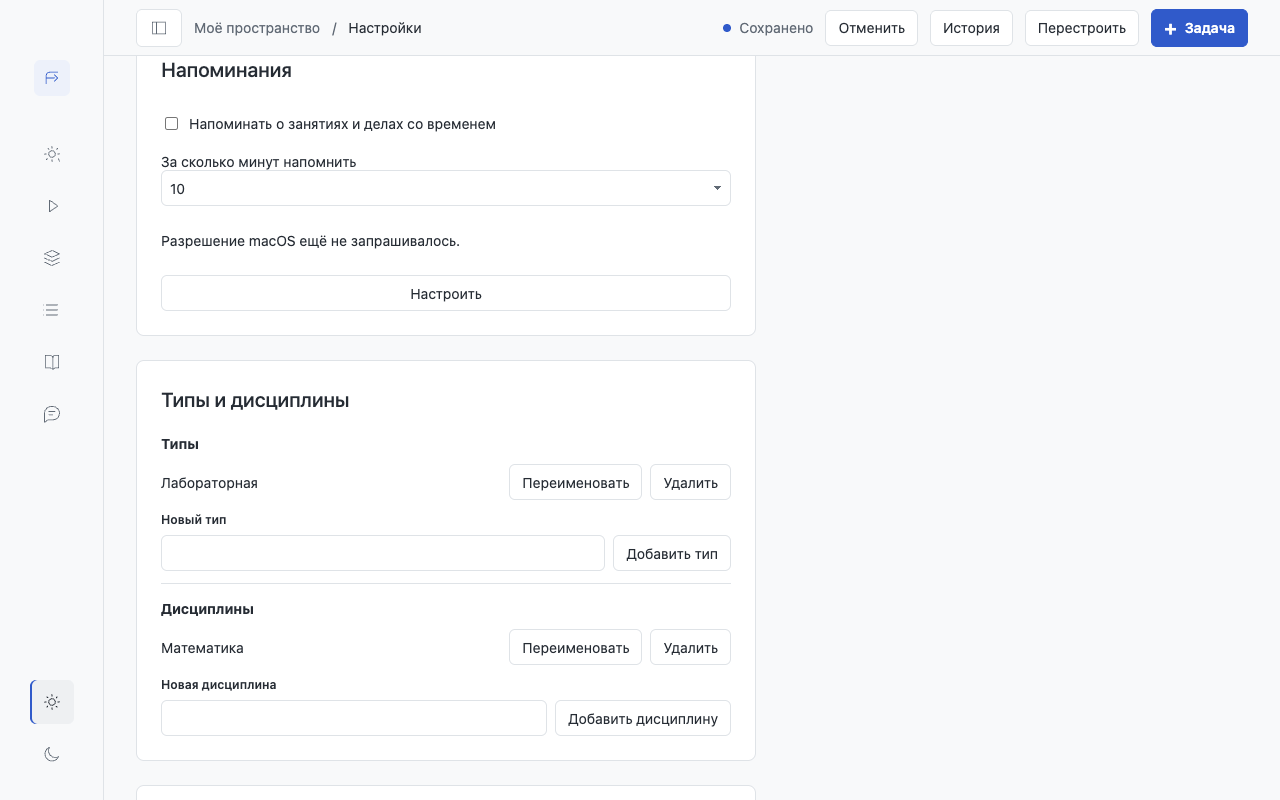 Моё пространство / Настройки
Сохранено
Отменить
История
Перестроить
+ Задача
Напоминания
Напоминать о занятиях и делах со временем
За сколько минут напомнить
10
Разрешение macOS ещё не запрашивалось.
Настроить
Типы и дисциплины
Типы
Лабораторная
Переименовать
Удалить
Новый тип
Добавить тип
Дисциплины
Математика
Переименовать
Удалить
Новая дисциплина
Добавить дисциплину